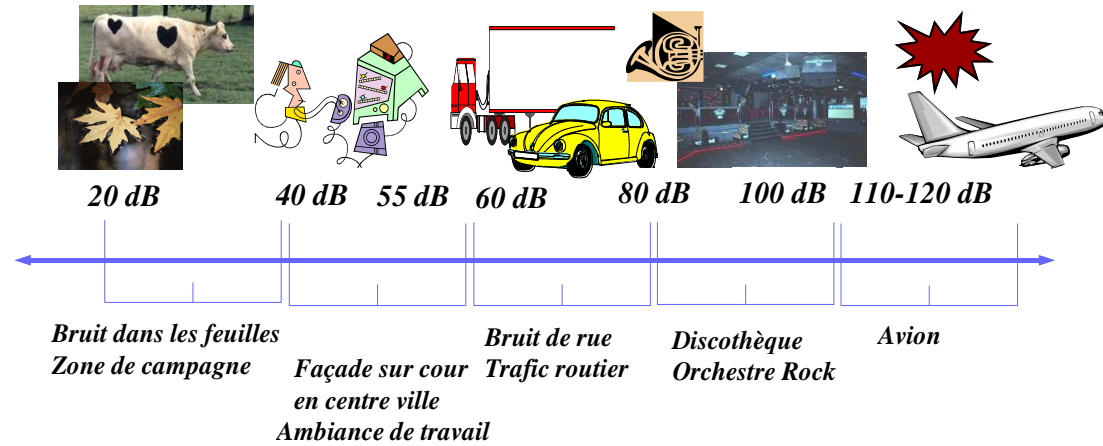 20 dB 40 dB 55 dB 60 dB 80 dB 100 dB 110-120 dB
Bruit dans les feuilles
Zone de campagne
Façade sur cour
en centre ville
Ambiance de travail
Bruit de rue
Trafic routier
Discothèque
Orchestre Rock
Avion